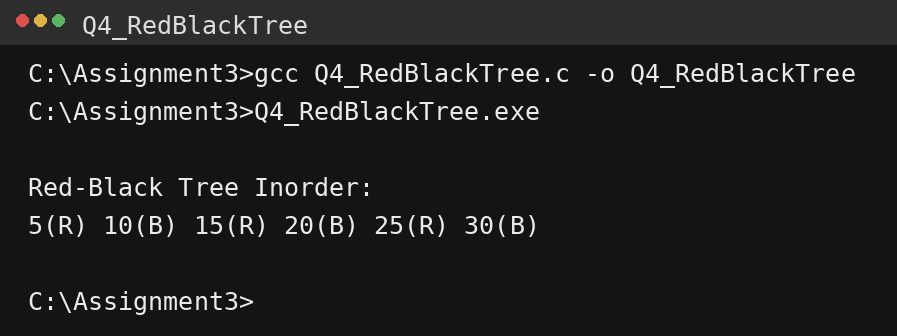 Q4_RedBlackTree
C:\Assignment3>gcc Q4_RedBlackTree.c -o Q4_RedBlackTree
C:\Assignment3>Q4_RedBlackTree.exe
Red-Black Tree Inorder:
5(R) 10(B) 15(R) 20(B) 25(R) 30(B)
C:\Assignment3>